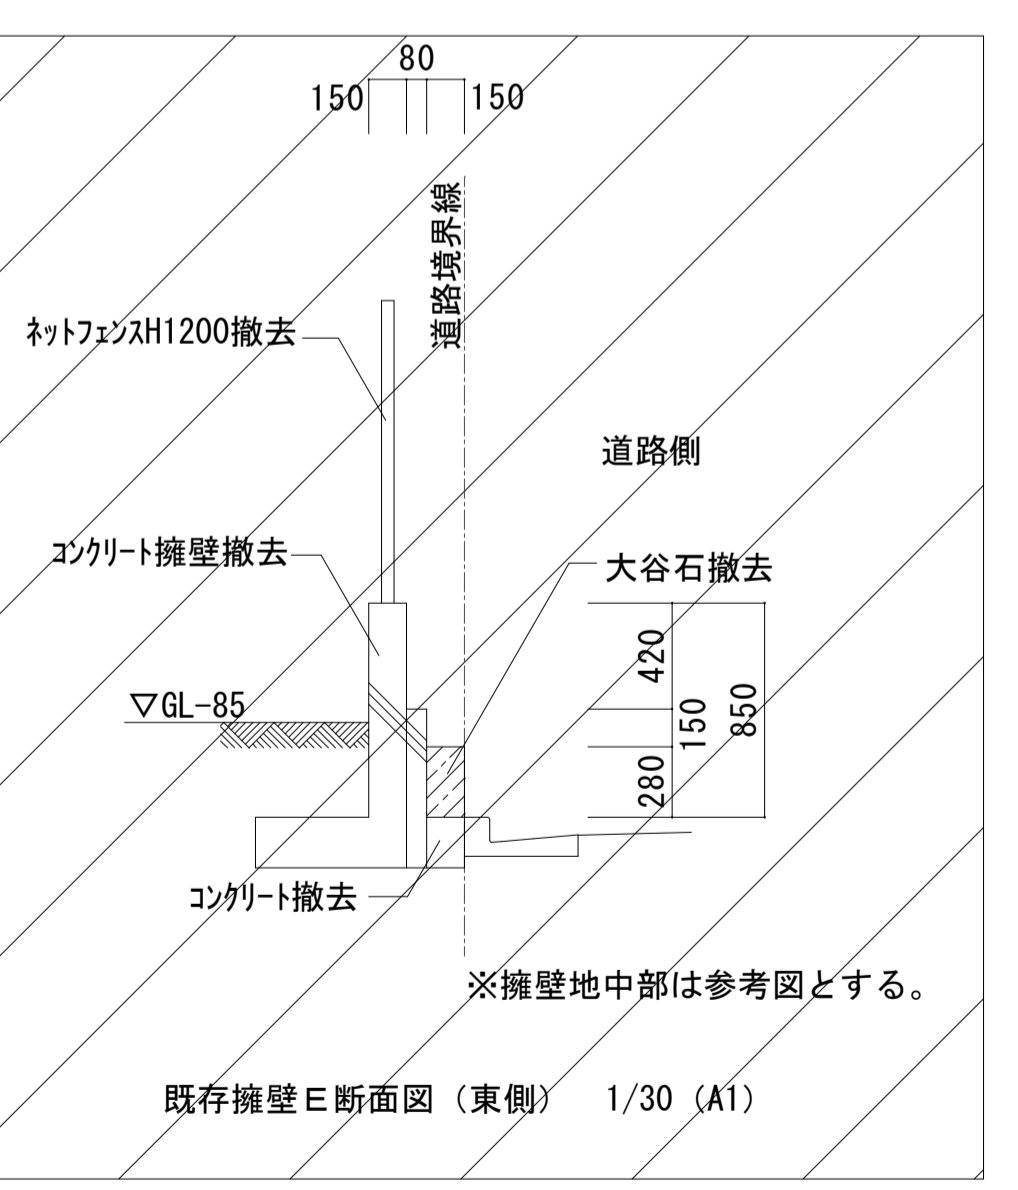 80
150
150
道路境界線
ﾈｯﾄﾌｪﾝｽH1200撤去
道路側
ｺﾝｸﾘｰﾄ擁壁撤去
大谷石撤去
420
▽GL-85
150
850
280
ｺﾝｸﾘｰﾄ撤去
※擁壁地中部は参考図とする。
既存擁壁E断面図（東側） 1/30（A1）